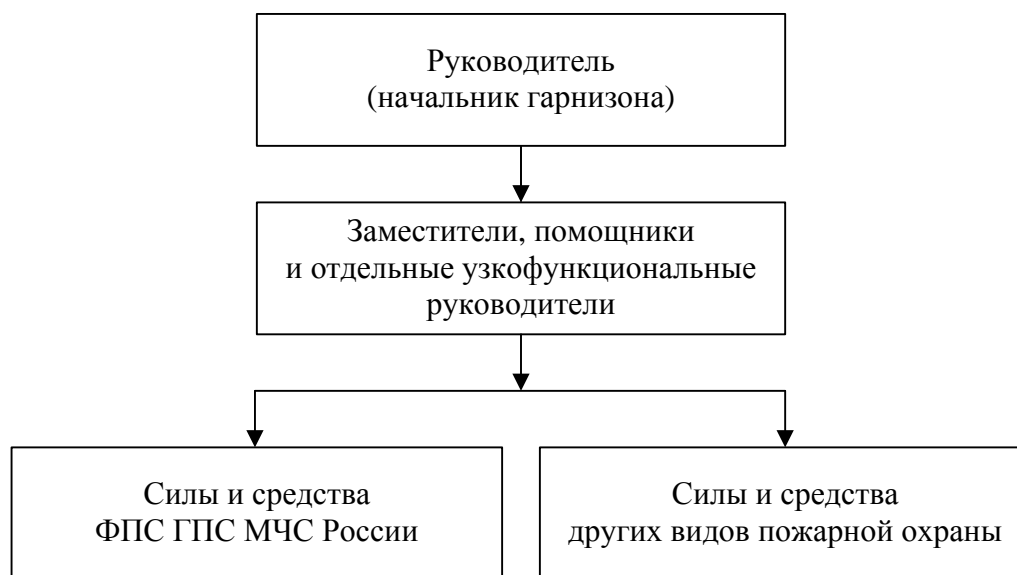 Руководитель
(начальник гарнизона)
Заместители, помощники
и отдельные узкофункциональные
руководители
Силы и средства
ФПС ГПС МЧС России
Силы и средства
других видов пожарной охраны